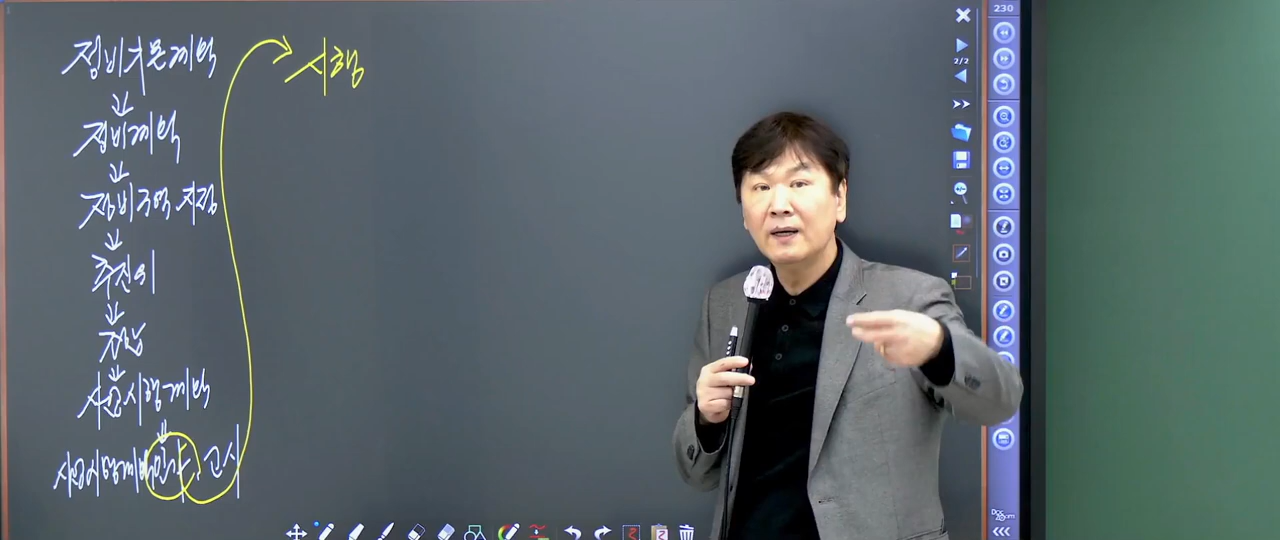 정비기본계획
정비계획
정비구역 지정
추진위
조합
사업시행계획
사업시행계획인가, 고시
시행
230
2/2